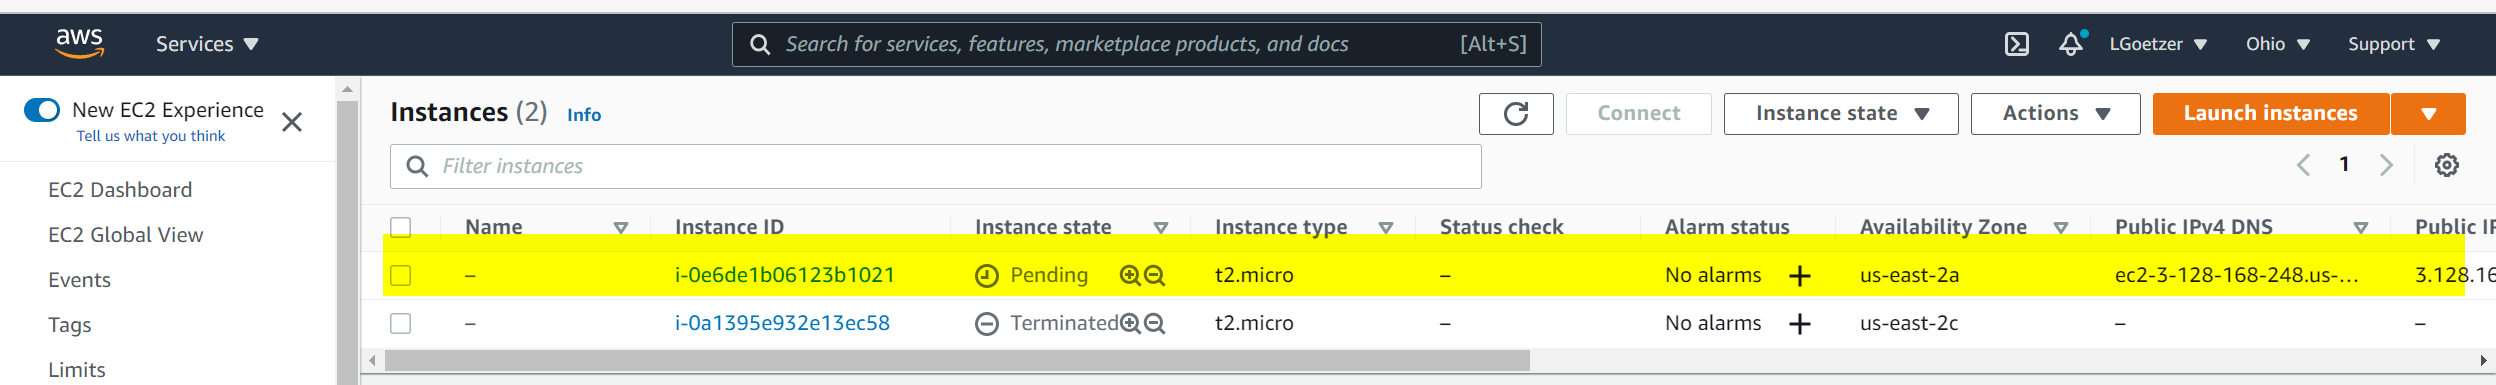 aws Services Search for services, features, marketplace products, and docs [Alt+S] LGoetzer Ohio Support
New EC2 Experience
Tell us what you think
EC2 Dashboard
EC2 Global View
Events
Tags
Limits
Instances (2) Info Connect Instance state Actions Launch instances
Filter instances 1
Name Instance ID Instance state Instance type Status check Alarm status Availability Zone Public IPv4 DNS Public IP
– i-0e6de1b06123b1021 Pending t2.micro – No alarms + us-east-2a ec2-3-128-168-248.us-... 3.128.16
– i-0a1395e932e13ec58 Terminated t2.micro – No alarms + us-east-2c – –